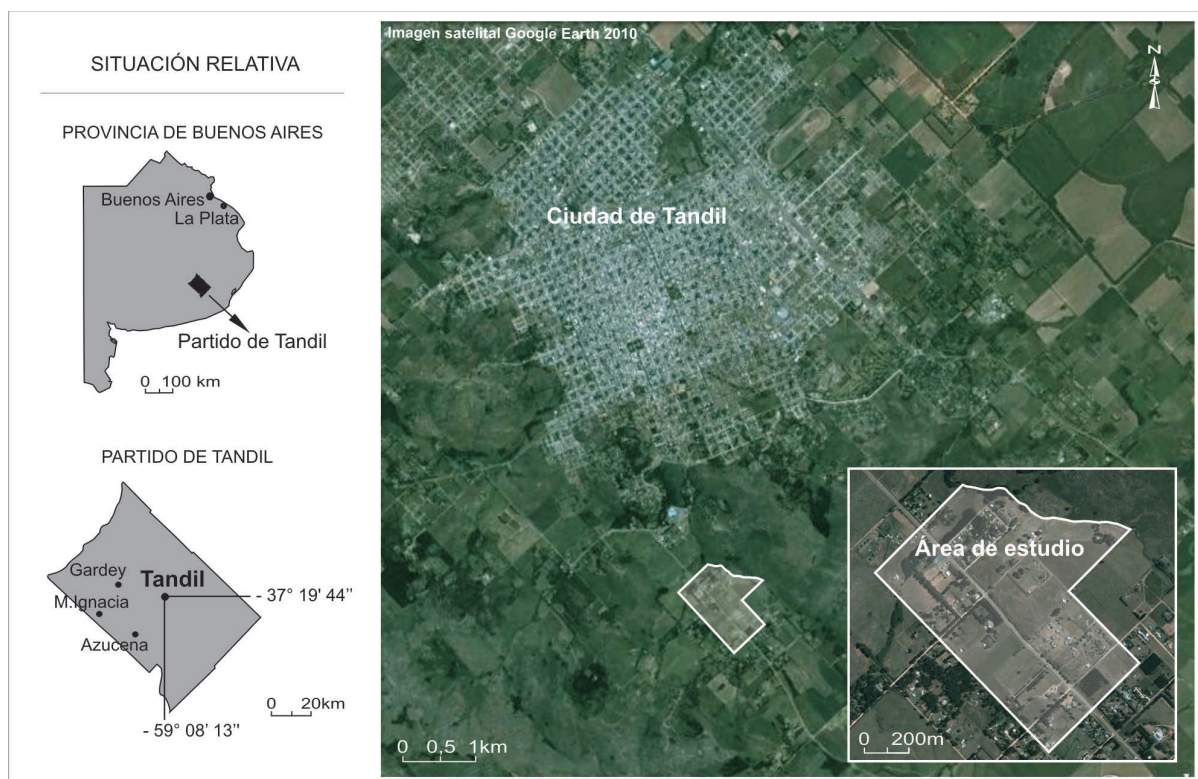 SITUACIÓN RELATIVA
PROVINCIA DE BUENOS AIRES
Buenos Aires
La Plata
Partido de Tandil
0 100 km
PARTIDO DE TANDIL
Gardey
Tandil
M.Ignacia
Azucena
- 37° 19' 44’’
- 59° 08’ 13’’
0 20km
Imagen satelital Google Earth 2010
N
Ciudad de Tandil
0 0,5 1km
Área de estudio
0 200m